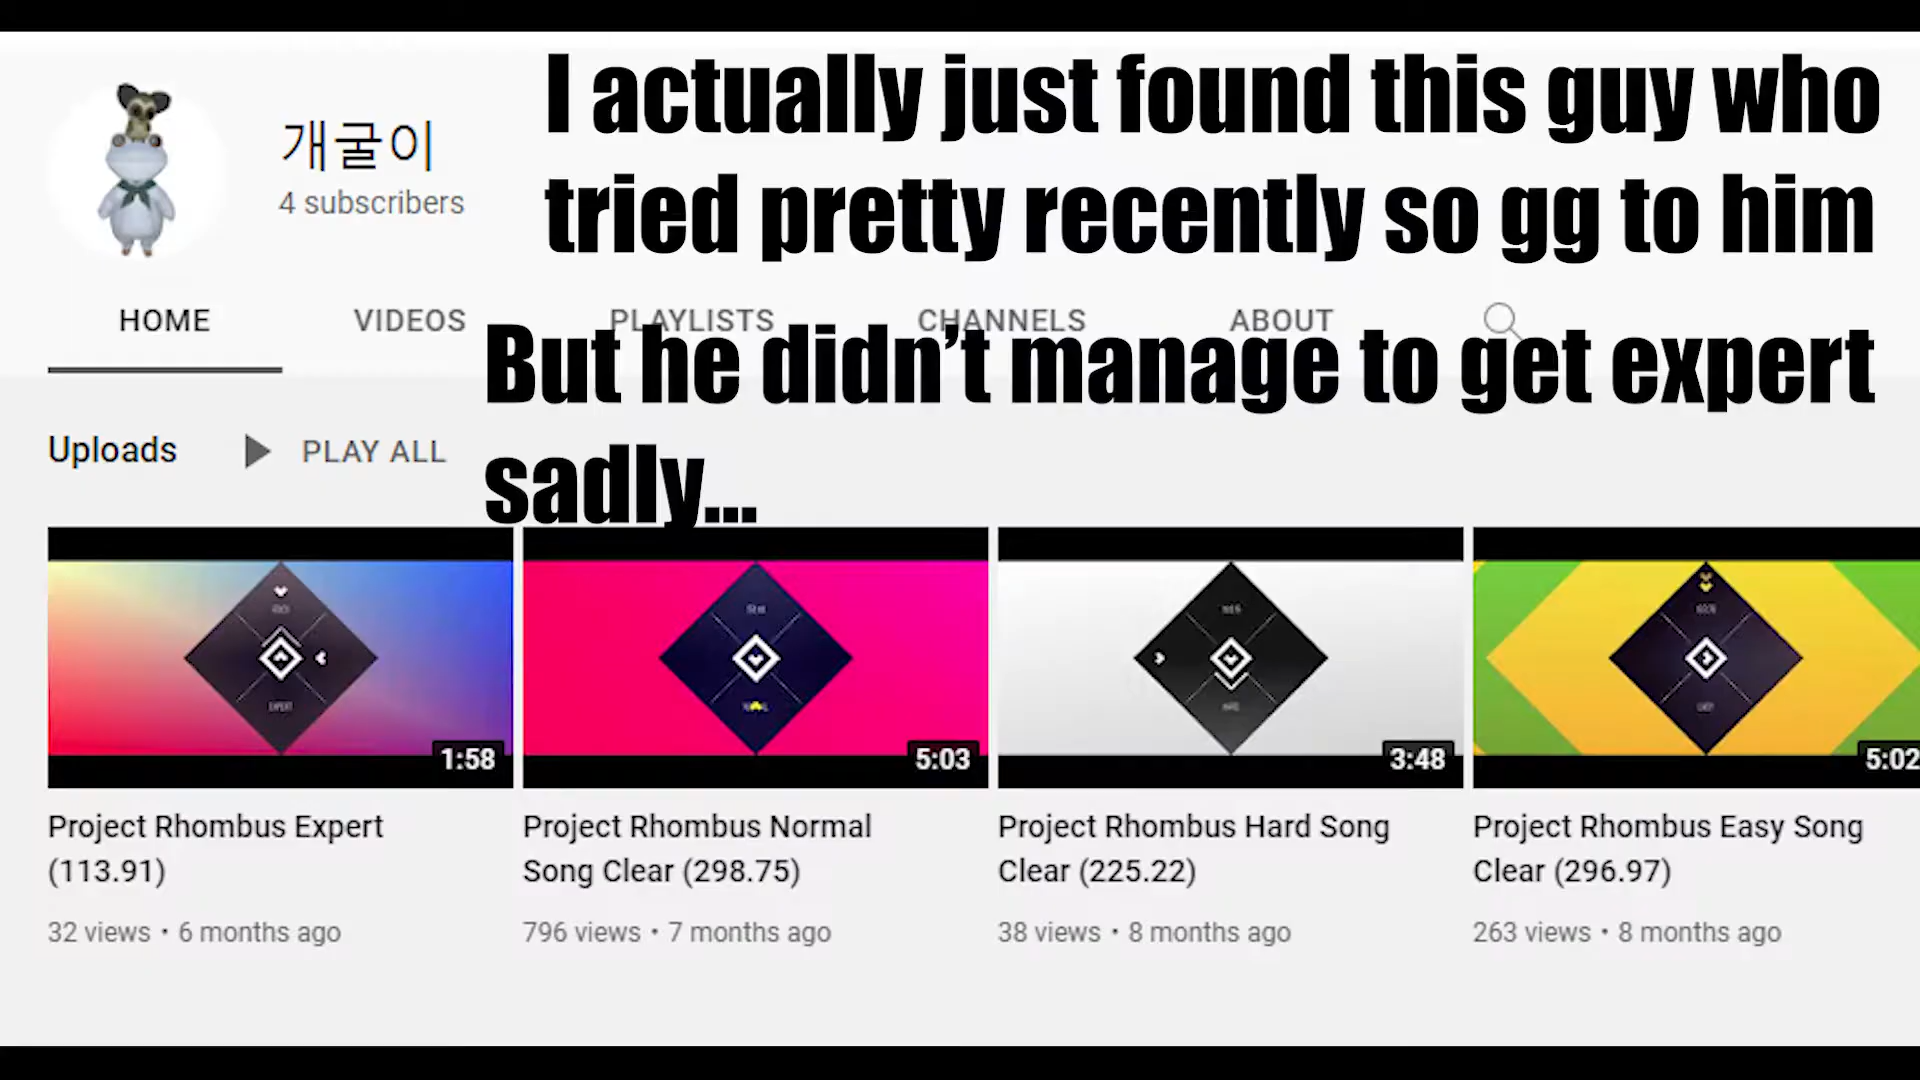 I actually just found this guy who
tried pretty recently so gg to him
개굴이
4 subscribers
HOME
VIDEOS
PLAYLISTS
CHANNELS
ABOUT
But he didn’t manage to get expert
sadly...
Uploads
PLAY ALL
EXPERT
HARD
EASY
1:58
5:03
3:48
5:02
Project Rhombus Expert
(113.91)
Project Rhombus Normal
Song Clear (298.75)
Project Rhombus Hard Song
Clear (225.22)
Project Rhombus Easy Song
Clear (296.97)
32 views • 6 months ago
796 views • 7 months ago
38 views • 8 months ago
263 views • 8 months ago